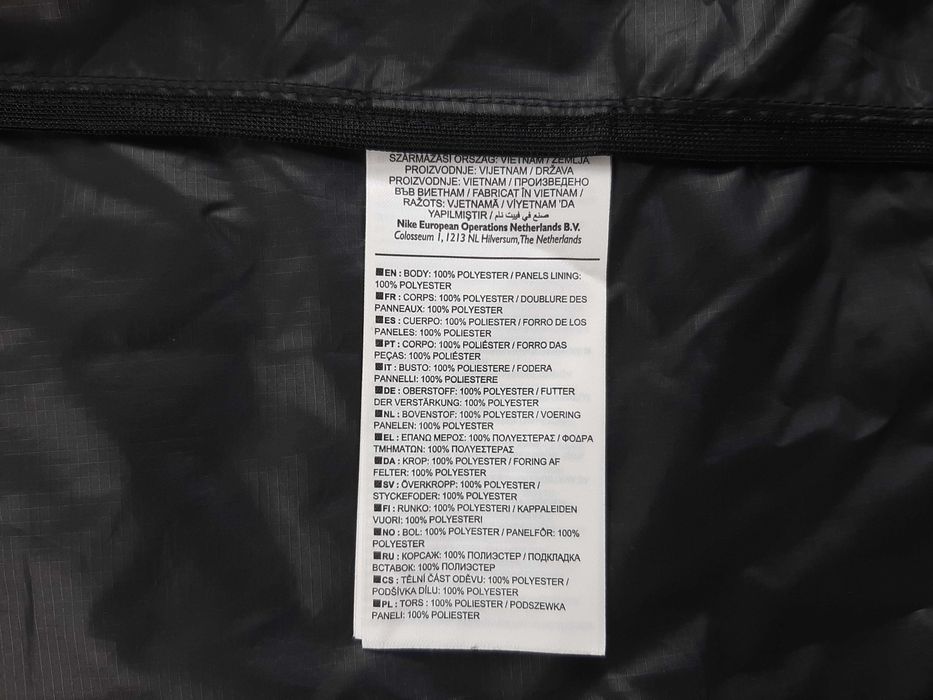 SZÁRMAZÁSI ORSZÁG: VIETNAM / ZEMLJA
PROIZVODNJE: VIJETNAM / DRŽAVA
PROIZVODNJE: VIETNAM / ПРОИЗВЕДЕНО
ВЪВ ВИЕТНАМ / FABRICAT ÎN VIETNAM /
RAŽOTS: VJETNAMĀ / VİYETNAM 'DA
YAPILMIŞTIR / صنع في فييت نام
Nike European Operations Netherlands B.V.
Colosseum 1, 1213 NL Hilversum,The Netherlands
EN : BODY: 100% POLYESTER / PANELS LINING:
100% POLYESTER
FR : CORPS: 100% POLYESTER / DOUBLURE DES
PANNEAUX: 100% POLYESTER
ES : CUERPO: 100% POLIESTER / FORRO DE LOS
PANELES: 100% POLIESTER
PT : CORPO: 100% POLIÉSTER / FORRO DAS
PEÇAS: 100% POLIÉSTER
IT : BUSTO: 100% POLIESTERE / FODERA
PANNELLI: 100% POLIESTERE
DE : OBERSTOFF: 100% POLYESTER / FUTTER
DER VERSTÄRKUNG: 100% POLYESTER
NL : BOVENSTOF: 100% POLYESTER / VOERING
PANELEN: 100% POLYESTER
EL : ΕΠΑΝΩ ΜΕΡΟΣ: 100% ΠΟΛΥΕΣΤΕΡΑΣ / ΦΟΔΡΑ
ΤΜΗΜΑΤΩΝ: 100% ΠΟΛΥΕΣΤΕΡΑΣ
DA : KROP: 100% POLYESTER / FORING AF
FELTER: 100% POLYESTER
SV : ÖVERKROPP: 100% POLYESTER /
STYCKEFODER: 100% POLYESTER
FI : RUNKO: 100% POLYESTERI / KAPPALEIDEN
VUORI: 100% POLYESTERI
NO : BOL: 100% POLYESTER / PANELFÔR: 100%
POLYESTER
RU : КОРСАЖ: 100% ПОЛИЭСТЕР / ПОДКЛАДКА
ВСТАВОК: 100% ПОЛИЭСТЕР
CS : TĚLNÍ ČÁST ODĚVU: 100% POLYESTER /
PODŠÍVKA DÍLU: 100% POLYESTER
PL : TORS : 100% POLIESTER / PODSZEWKA
PANELI: 100% POLIESTER